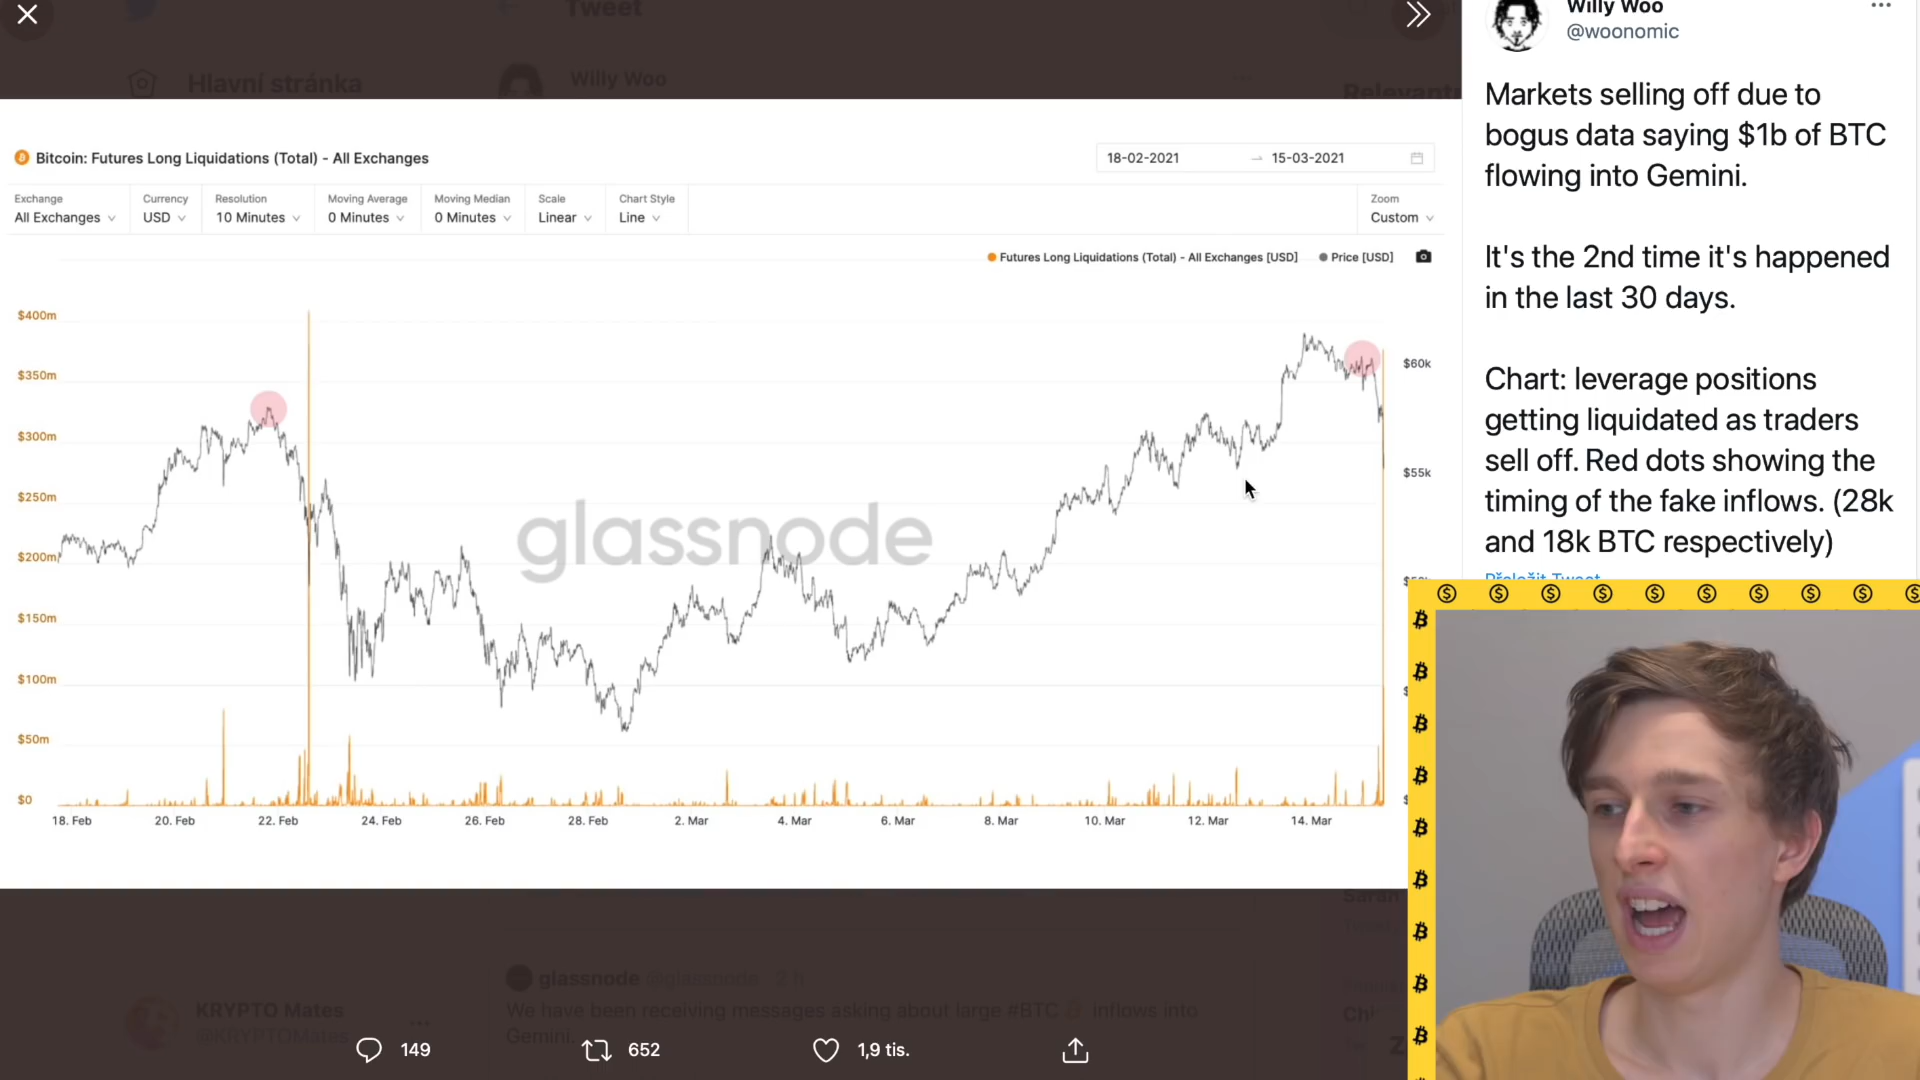 Tweet
Hlavní stránka
Willy Woo
Relevantní
Willy Woo
@woonomic
Markets selling off due to
bogus data saying $1b of BTC
flowing into Gemini.
It's the 2nd time it's happened
in the last 30 days.
Chart: leverage positions
getting liquidated as traders
sell off. Red dots showing the
timing of the fake inflows. (28k
and 18k BTC respectively)
Přeložit Tweet
Bitcoin: Futures Long Liquidations (Total) - All Exchanges
18-02-2021 → 15-03-2021
Exchange
All Exchanges
Currency
USD
Resolution
10 Minutes
Moving Average
0 Minutes
Moving Median
0 Minutes
Scale
Linear
Chart Style
Line
Zoom
Custom
Futures Long Liquidations (Total) - All Exchanges [USD]
Price [USD]
$400m
$350m
$300m
$250m
$200m
$150m
$100m
$50m
$0
$60k
$55k
glassnode
18. Feb
20. Feb
22. Feb
24. Feb
26. Feb
28. Feb
2. Mar
4. Mar
6. Mar
8. Mar
10. Mar
12. Mar
14. Mar
glassnode @glassnode · 2 h
We have been receiving messages asking about large #BTC inflows into
Gemini.
KRYPTO Mates
@KRYPTOMates
149
652
1,9 tis.